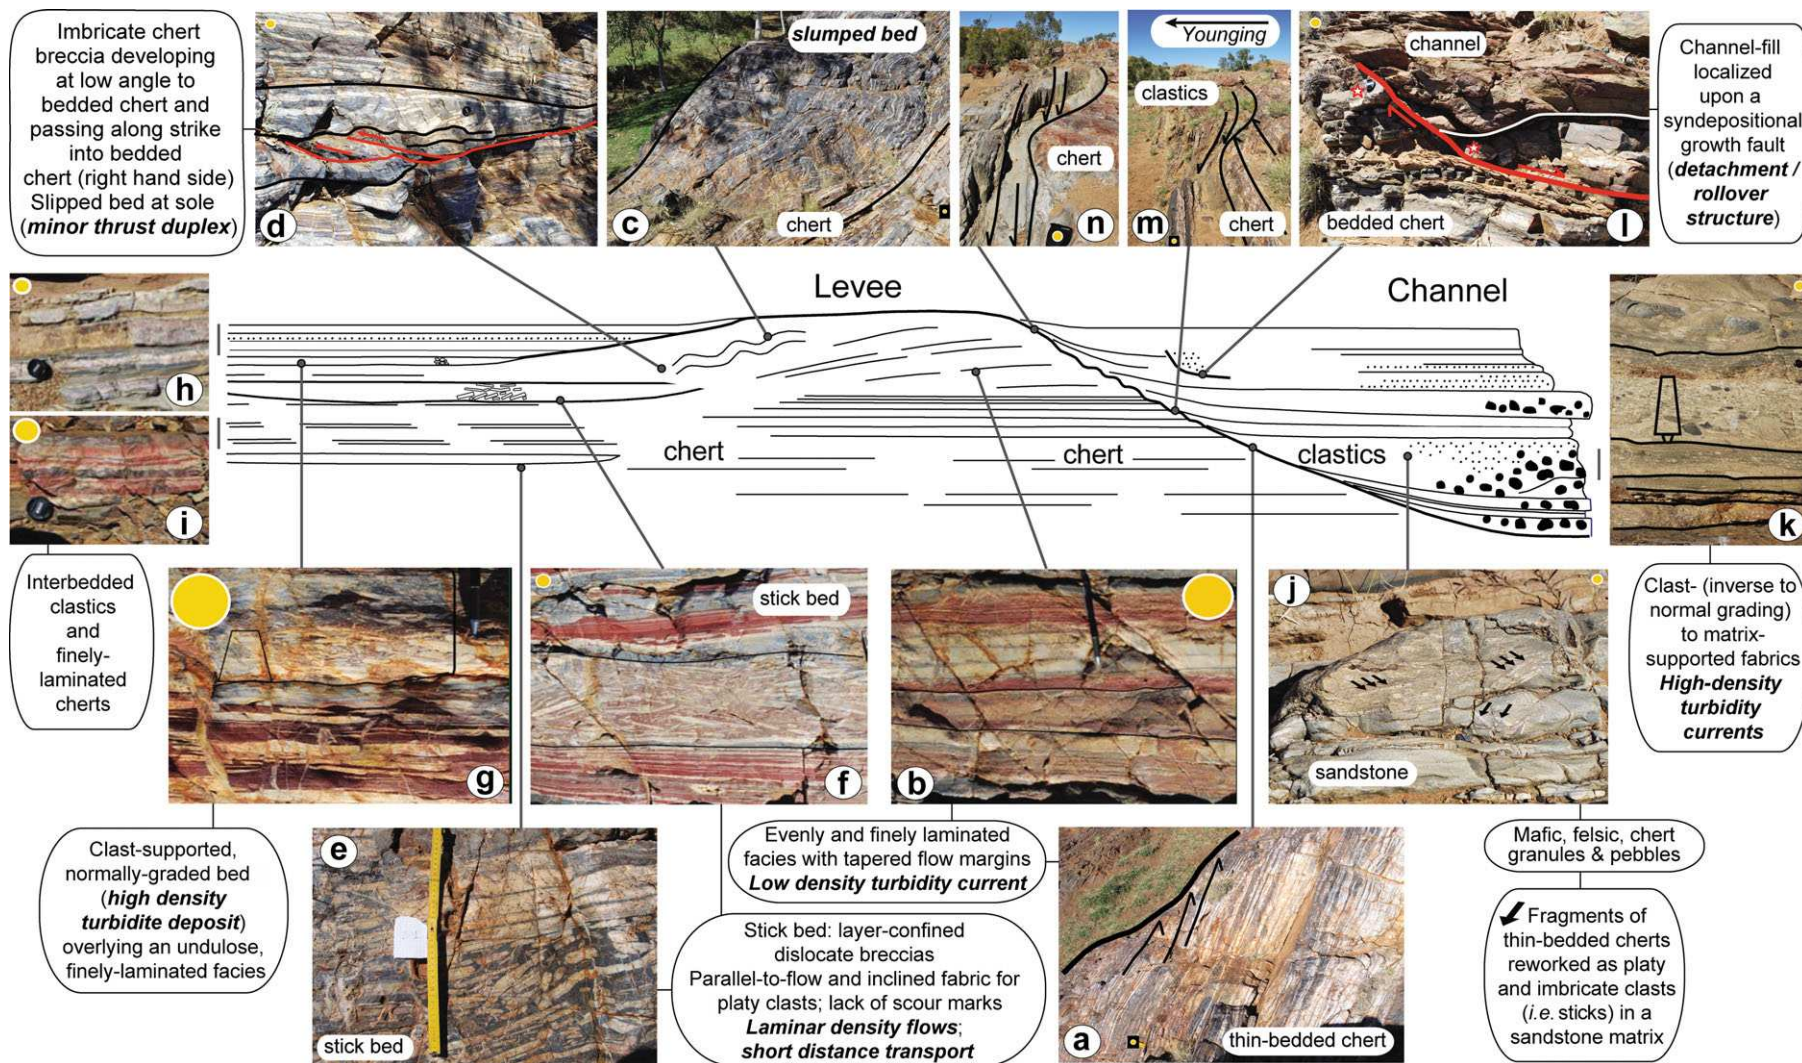 Imbricate chert
breccia developing
at low angle to
bedded chert and
passing along strike
into bedded
chert (right hand side)
Slipped bed at sole
(minor thrust duplex)
d
slumped bed
c
chert
chert
n
Younging
clastics
m
chert
channel
bedded chert
l
Channel-fill
localized
upon a
syndepositional
growth fault
(detachment /
rollover
structure)
Levee
Channel
h
i
k
chert
chert
clastics
Interbedded
clastics
and
finely-
laminated
cherts
g
stick bed
f
b
j
sandstone
Clast- (inverse to
normal grading)
to matrix-
supported fabrics
High-density
turbidity
currents
Clast-supported,
normally-graded bed
(high density
turbidite deposit)
overlying an undulose,
finely-laminated facies
e
stick bed
Evenly and finely laminated
facies with tapered flow margins
Low density turbidity current
Stick bed: layer-confined
dislocate breccias
Parallel-to-flow and inclined fabric for
platy clasts; lack of scour marks
Laminar density flows;
short distance transport
a
thin-bedded chert
Mafic, felsic, chert
granules & pebbles
Fragments of
thin-bedded cherts
reworked as platy
and imbricate clasts
(i.e. sticks) in a
sandstone matrix